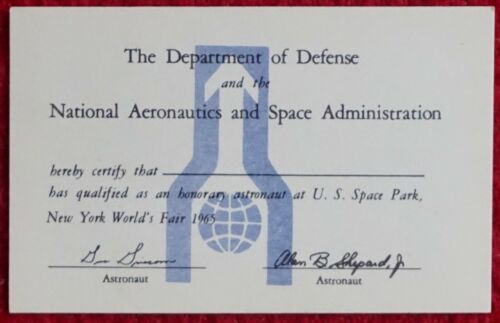 The Department of Defense
and the
National Aeronautics and Space Administration
hereby certify that
has qualified as an honorary astronaut at U. S. Space Park,
New York World's Fair 1965
Alan B. Shepard, Jr
Astronaut Astronaut